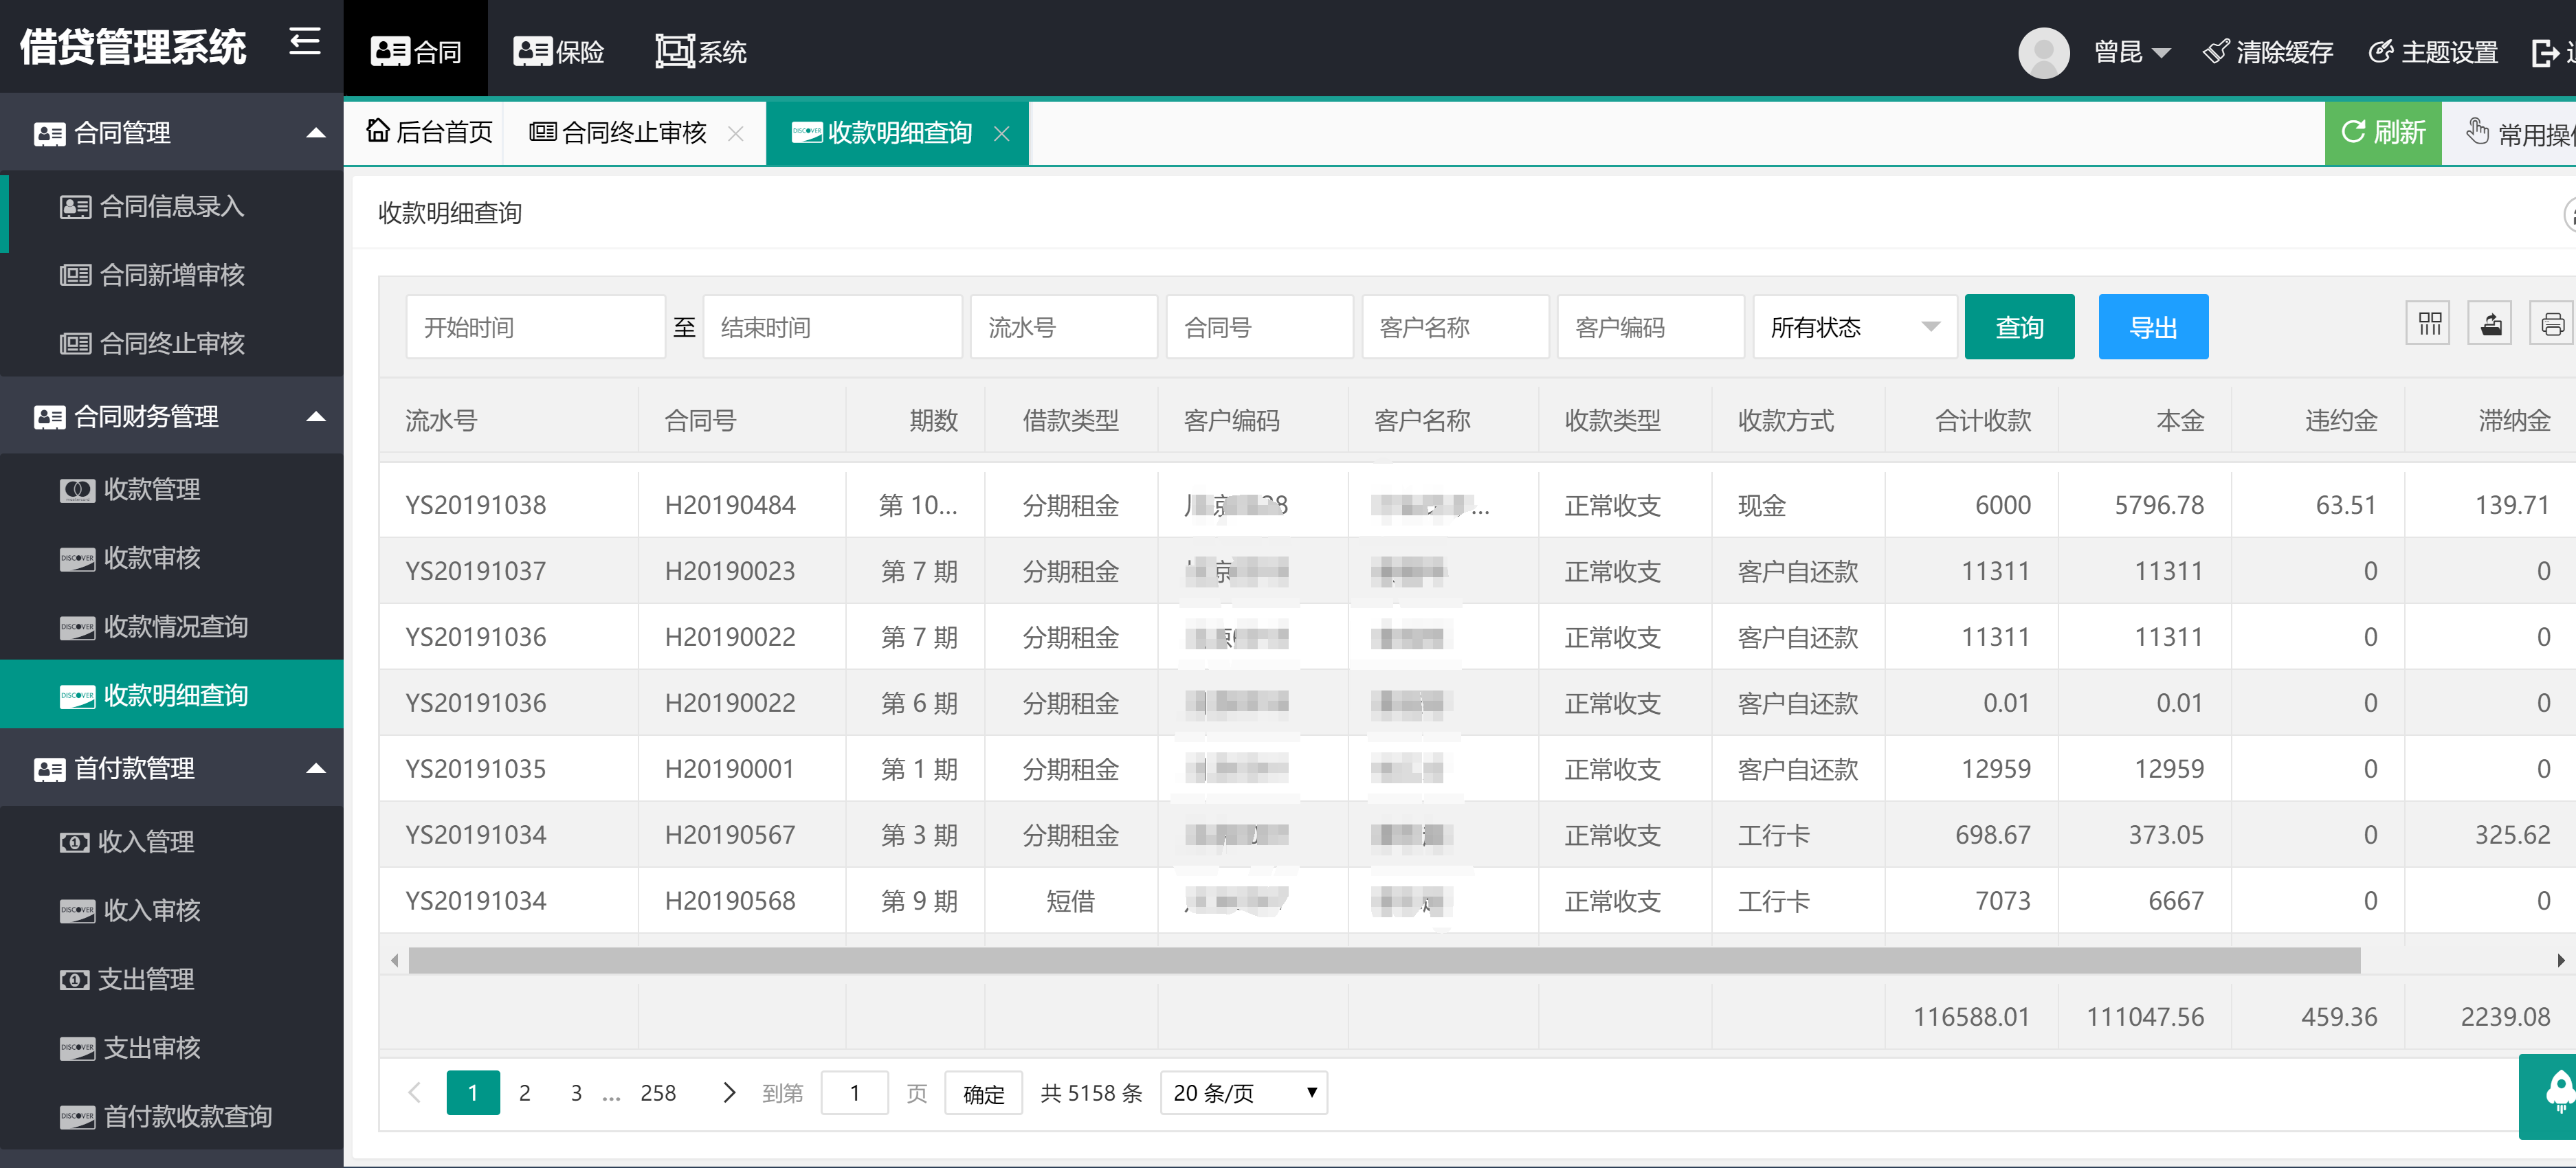 借贷管理系统
合同
保险
系统
曾昆
清除缓存
主题设置
后台首页
合同终止审核
收款明细查询
刷新
常用操
合同管理
合同信息录入
合同新增审核
合同终止审核
合同财务管理
收款管理
收款审核
收款情况查询
收款明细查询
首付款管理
收入管理
收入审核
支出管理
支出审核
首付款收款查询
收款明细查询
开始时间 至 结束时间 流水号 合同号 客户名称 客户编码 所有状态 查询 导出
流水号 合同号 期数 借款类型 客户编码 客户名称 收款类型 收款方式 合计收款 本金 违约金 滞纳金
YS20191038 H20190484 第 10... 分期租金 正常收支 现金 6000 5796.78 63.51 139.71
YS20191037 H20190023 第 7 期 分期租金 正常收支 客户自还款 11311 11311 0 0
YS20191036 H20190022 第 7 期 分期租金 正常收支 客户自还款 11311 11311 0 0
YS20191036 H20190022 第 6 期 分期租金 正常收支 客户自还款 0.01 0.01 0 0
YS20191035 H20190001 第 1 期 分期租金 正常收支 客户自还款 12959 12959 0 0
YS20191034 H20190567 第 3 期 分期租金 正常收支 工行卡 698.67 373.05 0 325.62
YS20191034 H20190568 第 9 期 短借 正常收支 工行卡 7073 6667 0 0
116588.01 111047.56 459.36 2239.08
1 2 3 ... 258 到第 1 页 确定 共 5158 条 20 条/页